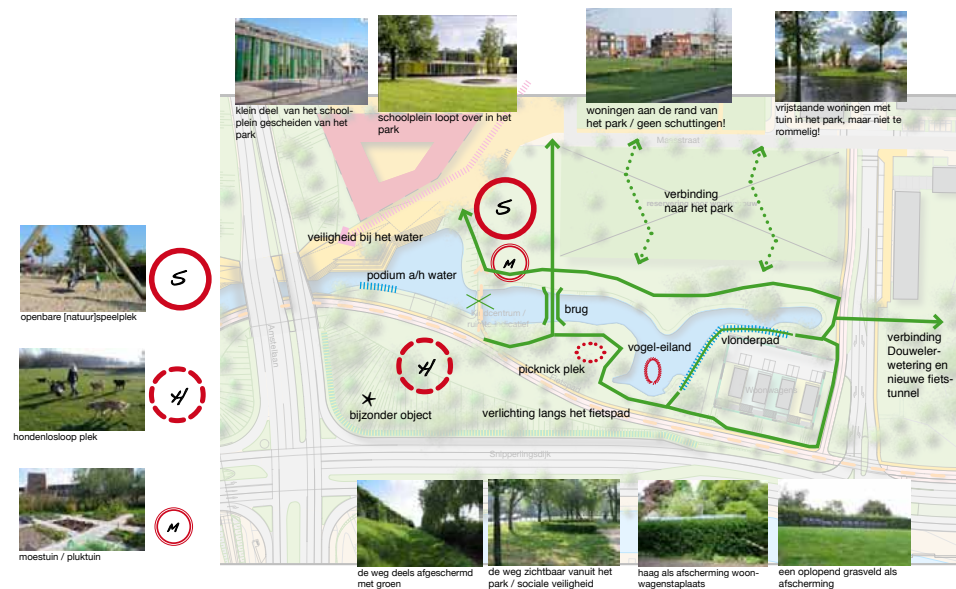 klein deel van het school-
plein gescheiden van het
park
schoolplein loopt over in het
park
woningen aan de rand van
het park / geen schuttingen!
vrijstaande woningen met
tuin in het park, maar niet te
rommelig!
S
verbinding
naar het park
veiligheid bij het water
M
podium a/h water
brug
S
openbare [natuur]speelplek
vogel-eiland
vlonderpad
picknick plek
verbinding
Douweler-
wetering en
nieuwe fiets-
tunnel
H
bijzonder object
verlichting langs het fietspad
Amstellaan
Woonwagens
Snipperlingsdijk
H
hondenlosloop plek
M
moestuin / pluktuin
de weg deels afgeschermd
met groen
de weg zichtbaar vanuit het
park / sociale veiligheid
haag als afscherming woon-
wagenstaplaats
een oplopend grasveld als
afscherming